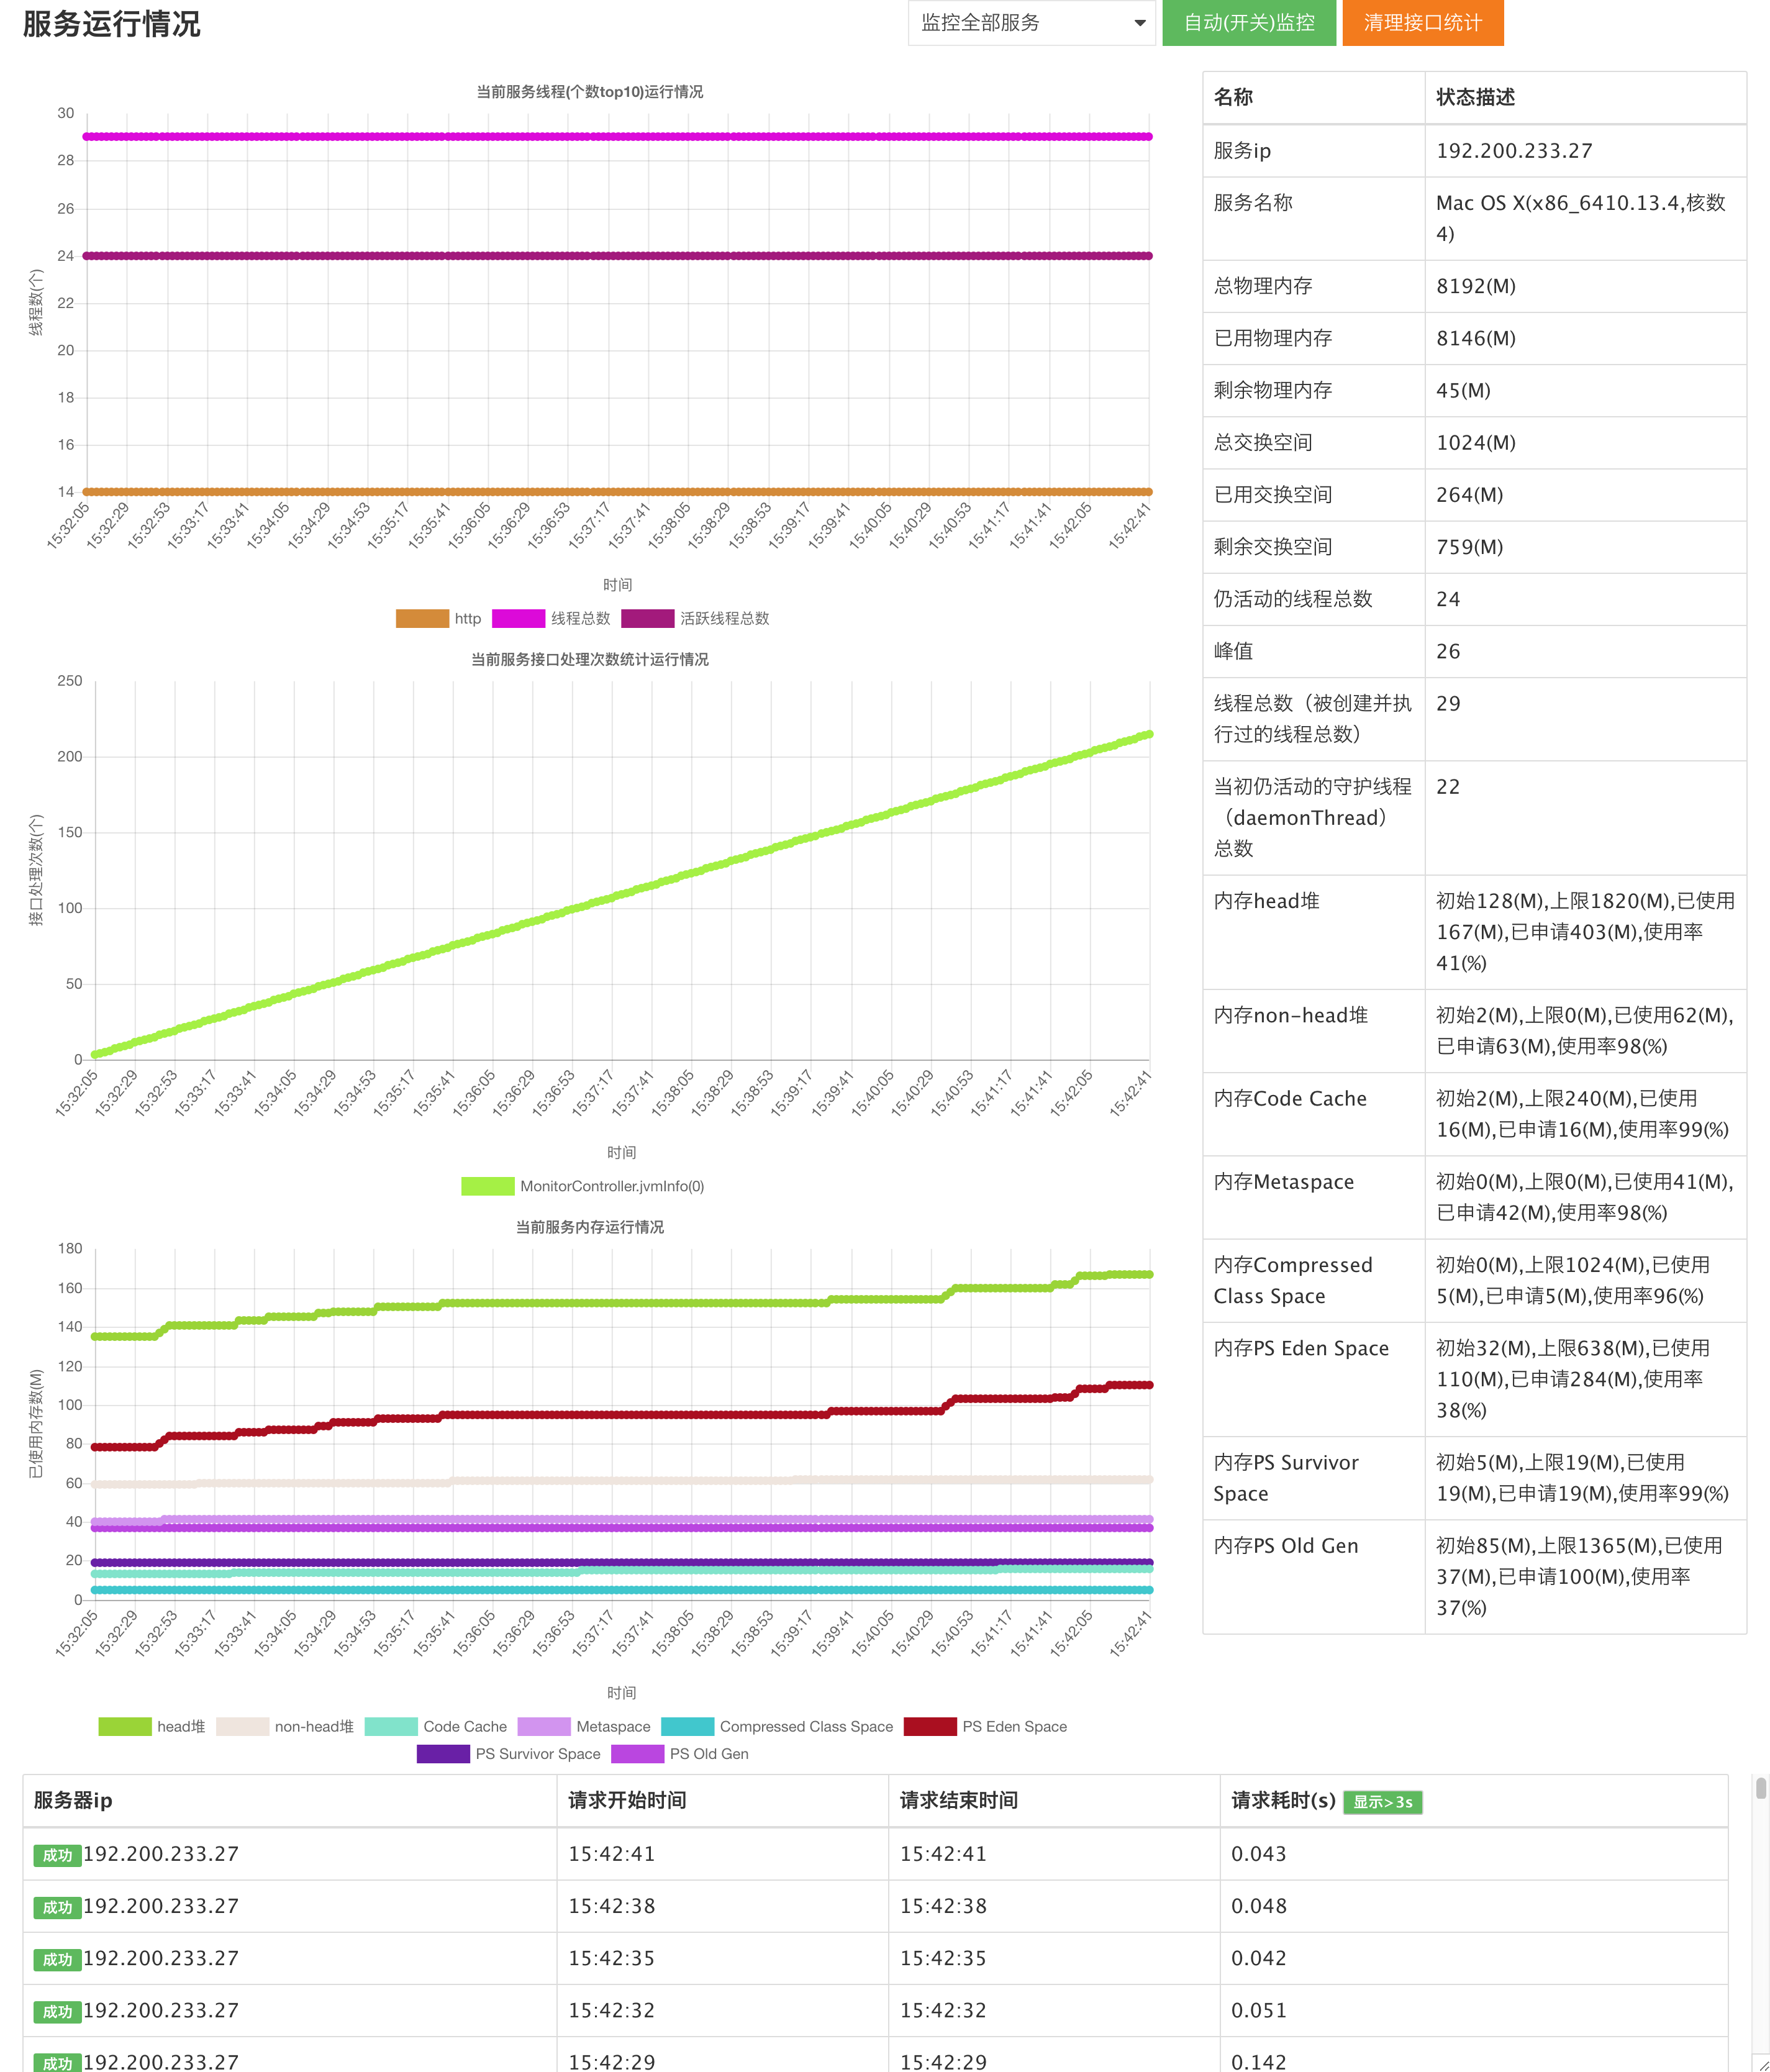 服务运行情况
监控全部服务
自动(开关)监控
清理接口统计
当前服务线程(个数top10)运行情况
30
28
26
24
22
20
18
16
14
线程数(个)
15:32:05 15:32:29 15:32:53 15:33:17 15:33:41 15:34:05 15:34:29 15:34:53 15:35:17 15:35:41 15:36:05 15:36:29 15:36:53 15:37:17 15:37:41 15:38:05 15:38:29 15:38:53 15:39:17 15:39:41 15:40:05 15:40:29 15:40:53 15:41:17 15:41:41 15:42:05 15:42:41
时间
http 线程总数 活跃线程总数
当前服务接口处理次数统计运行情况
250
200
150
100
50
0
接口处理次数(个)
15:32:05 15:32:29 15:32:53 15:33:17 15:33:41 15:34:05 15:34:29 15:34:53 15:35:17 15:35:41 15:36:05 15:36:29 15:36:53 15:37:17 15:37:41 15:38:05 15:38:29 15:38:53 15:39:17 15:39:41 15:40:05 15:40:29 15:40:53 15:41:17 15:41:41 15:42:05 15:42:41
时间
MonitorController.jvmInfo(0)
当前服务内存运行情况
180
160
140
120
100
80
60
40
20
0
已使用内存数(M)
15:32:05 15:32:29 15:32:53 15:33:17 15:33:41 15:34:05 15:34:29 15:34:53 15:35:17 15:35:41 15:36:05 15:36:29 15:36:53 15:37:17 15:37:41 15:38:05 15:38:29 15:38:53 15:39:17 15:39:41 15:40:05 15:40:29 15:40:53 15:41:17 15:41:41 15:42:05 15:42:41
时间
head堆 non-head堆 Code Cache Metaspace Compressed Class Space PS Eden Space
PS Survivor Space PS Old Gen
名称 状态描述
服务ip 192.200.233.27
服务名称 Mac OS X(x86_6410.13.4,核数
4)
总物理内存 8192(M)
已用物理内存 8146(M)
剩余物理内存 45(M)
总交换空间 1024(M)
已用交换空间 264(M)
剩余交换空间 759(M)
仍活动的线程总数 24
峰值 26
线程总数（被创建并执 29
行过的线程总数）
当初仍活动的守护线程 22
（daemonThread）
总数
内存head堆 初始128(M),上限1820(M),已使用
167(M),已申请403(M),使用率
41(%)
内存non-head堆 初始2(M),上限0(M),已使用62(M),
已申请63(M),使用率98(%)
内存Code Cache 初始2(M),上限240(M),已使用
16(M),已申请16(M),使用率99(%)
内存Metaspace 初始0(M),上限0(M),已使用41(M),
已申请42(M),使用率98(%)
内存Compressed 初始0(M),上限1024(M),已使用
Class Space 5(M),已申请5(M),使用率96(%)
内存PS Eden Space 初始32(M),上限638(M),已使用
110(M),已申请284(M),使用率
38(%)
内存PS Survivor 初始5(M),上限19(M),已使用
Space 19(M),已申请19(M),使用率99(%)
内存PS Old Gen 初始85(M),上限1365(M),已使用
37(M),已申请100(M),使用率
37(%)
服务器ip 请求开始时间 请求结束时间 请求耗时(s) 显示>3s
成功 192.200.233.27 15:42:41 15:42:41 0.043
成功 192.200.233.27 15:42:38 15:42:38 0.048
成功 192.200.233.27 15:42:35 15:42:35 0.042
成功 192.200.233.27 15:42:32 15:42:32 0.051
成功 192.200.233.27 15:42:29 15:42:29 0.142